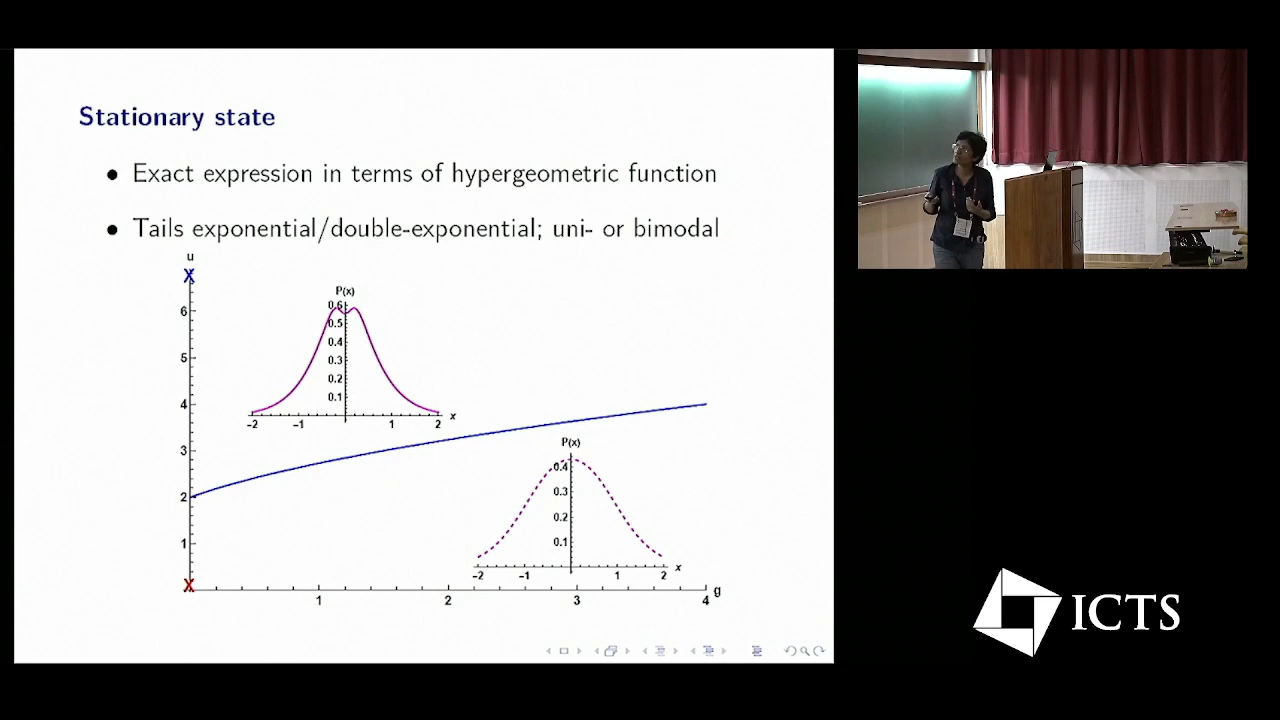 Stationary state
• Exact expression in terms of hypergeometric function
• Tails exponential/double-exponential; uni- or bimodal
u
X
6
5
4
3
2
1
X
1
2
3
4
g
P(x)
0.6
0.5
0.4
0.3
0.2
0.1
-2
-1
1
2
x
P(x)
0.4
0.3
0.2
0.1
-2
-1
1
2
x
ICTS